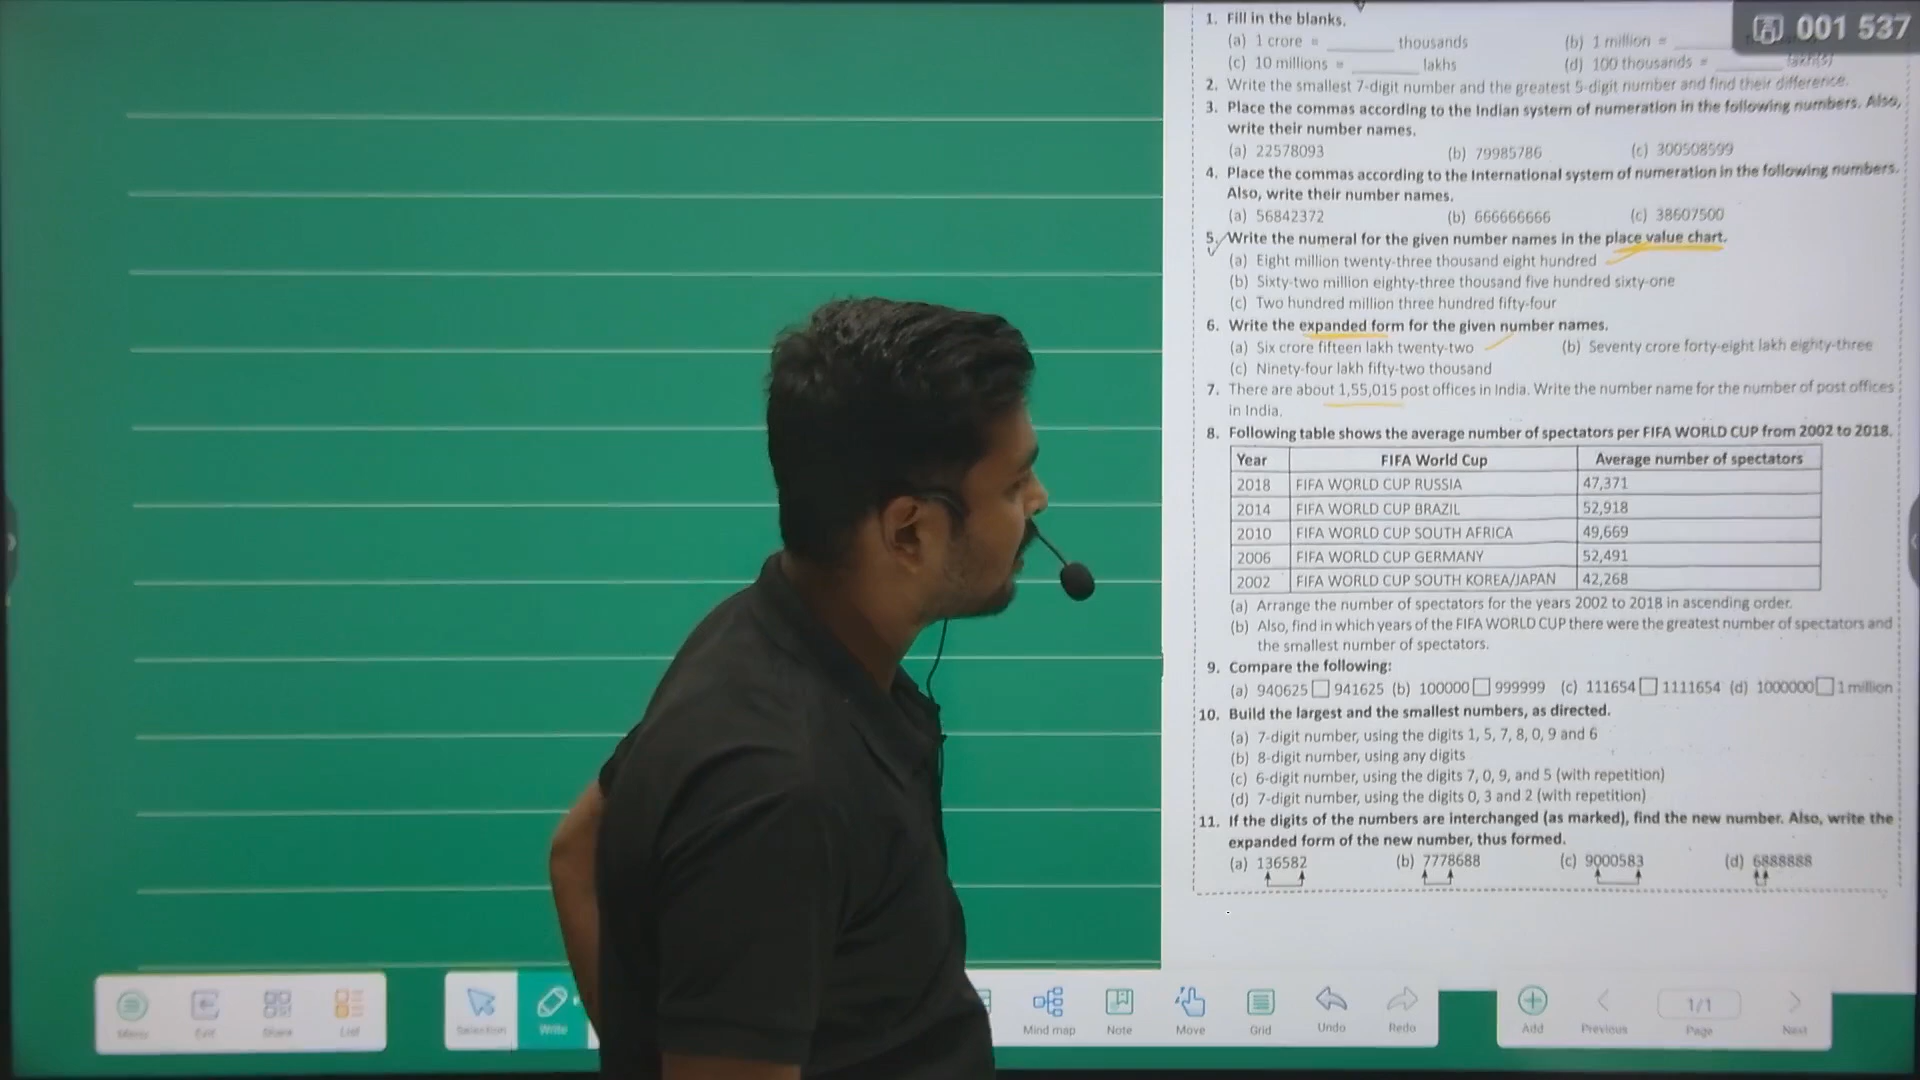 001 537
1. Fill in the blanks.
(a) 1 crore = ________ thousands (b) 1 million = ________
(c) 10 millions = ________ lakhs (d) 100 thousands = ________ lakh(s)
2. Write the smallest 7-digit number and the greatest 5-digit number and find their difference.
3. Place the commas according to the Indian system of numeration in the following numbers. Also,
write their number names.
(a) 22578093 (b) 79985786 (c) 300508599
4. Place the commas according to the International system of numeration in the following numbers.
Also, write their number names.
(a) 56842372 (b) 666666666 (c) 38607500
5. Write the numeral for the given number names in the place value chart.
(a) Eight million twenty-three thousand eight hundred
(b) Sixty-two million eighty-three thousand five hundred sixty-one
(c) Two hundred million three hundred fifty-four
6. Write the expanded form for the given number names.
(a) Six crore fifteen lakh twenty-two (b) Seventy crore forty-eight lakh eighty-three
(c) Ninety-four lakh fifty-two thousand
7. There are about 1,55,015 post offices in India. Write the number name for the number of post offices
in India.
8. Following table shows the average number of spectators per FIFA WORLD CUP from 2002 to 2018.
Year FIFA World Cup Average number of spectators
2018 FIFA WORLD CUP RUSSIA 47,371
2014 FIFA WORLD CUP BRAZIL 52,918
2010 FIFA WORLD CUP SOUTH AFRICA 49,669
2006 FIFA WORLD CUP GERMANY 52,491
2002 FIFA WORLD CUP SOUTH KOREA/JAPAN 42,268
(a) Arrange the number of spectators for the years 2002 to 2018 in ascending order.
(b) Also, find in which years of the FIFA WORLD CUP there were the greatest number of spectators and
the smallest number of spectators.
9. Compare the following:
(a) 940625 □ 941625 (b) 100000 □ 999999 (c) 111654 □ 1111654 (d) 1000000 □ 1 million
10. Build the largest and the smallest numbers, as directed.
(a) 7-digit number, using the digits 1, 5, 7, 8, 0, 9 and 6
(b) 8-digit number, using any digits
(c) 6-digit number, using the digits 7, 0, 9, and 5 (with repetition)
(d) 7-digit number, using the digits 0, 3 and 2 (with repetition)
11. If the digits of the numbers are interchanged (as marked), find the new number. Also, write the
expanded form of the new number, thus formed.
(a) 136582 (b) 7778688 (c) 9000583 (d) 6888888
Menu Exit Share List Selection Write Mind map Note Move Grid Undo Redo Add Previous 1/1 Page Next